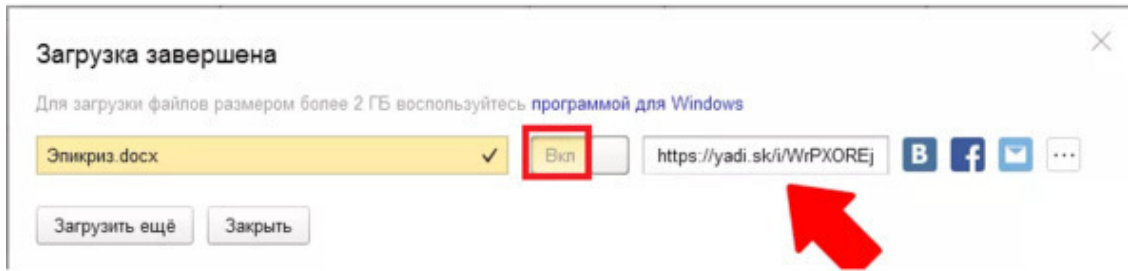 Загрузка завершена
Для загрузки файлов размером более 2 ГБ воспользуйтесь программой для Windows
Эпикриз.docx Вкл https://yadi.sk/i/WrPXOREj B f ...
Загрузить ещё Закрыть